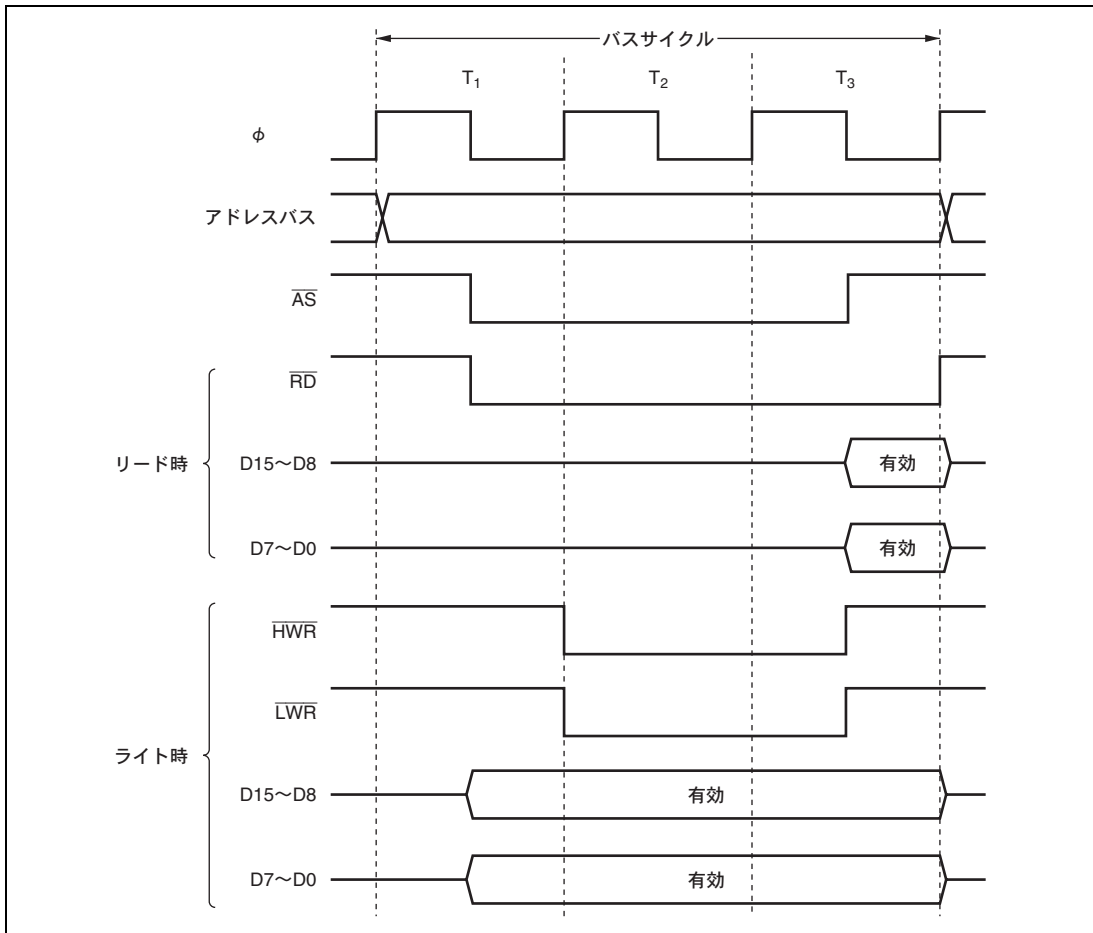 バスサイクル
T1 T2 T3
φ
アドレスバス
AS
RD
リード時
D15～D8 有効
D7～D0 有効
HWR
LWR
ライト時
D15～D8 有効
D7～D0 有効